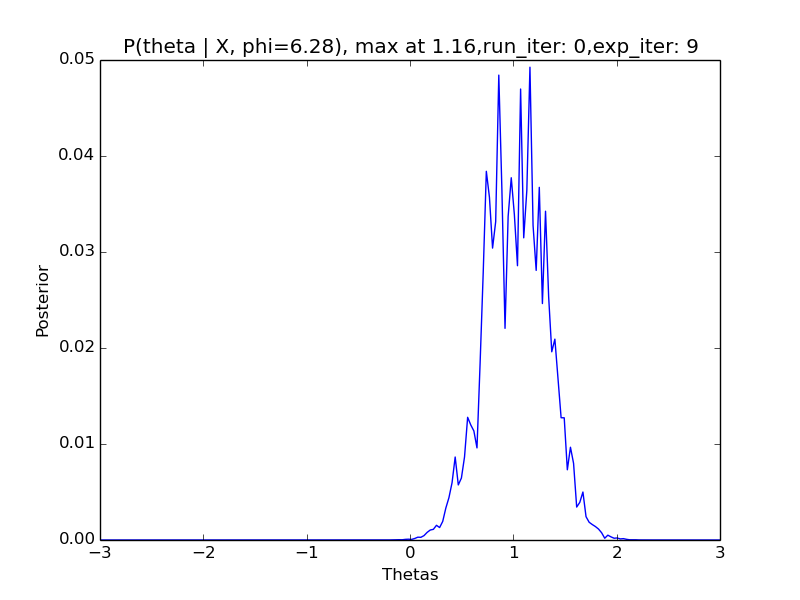 P(theta | X, phi=6.28), max at 1.16,run_iter: 0,exp_iter: 9
0.05
0.04
0.03
0.02
0.01
0.00
Posterior
−3 −2 −1 0 1 2 3
Thetas